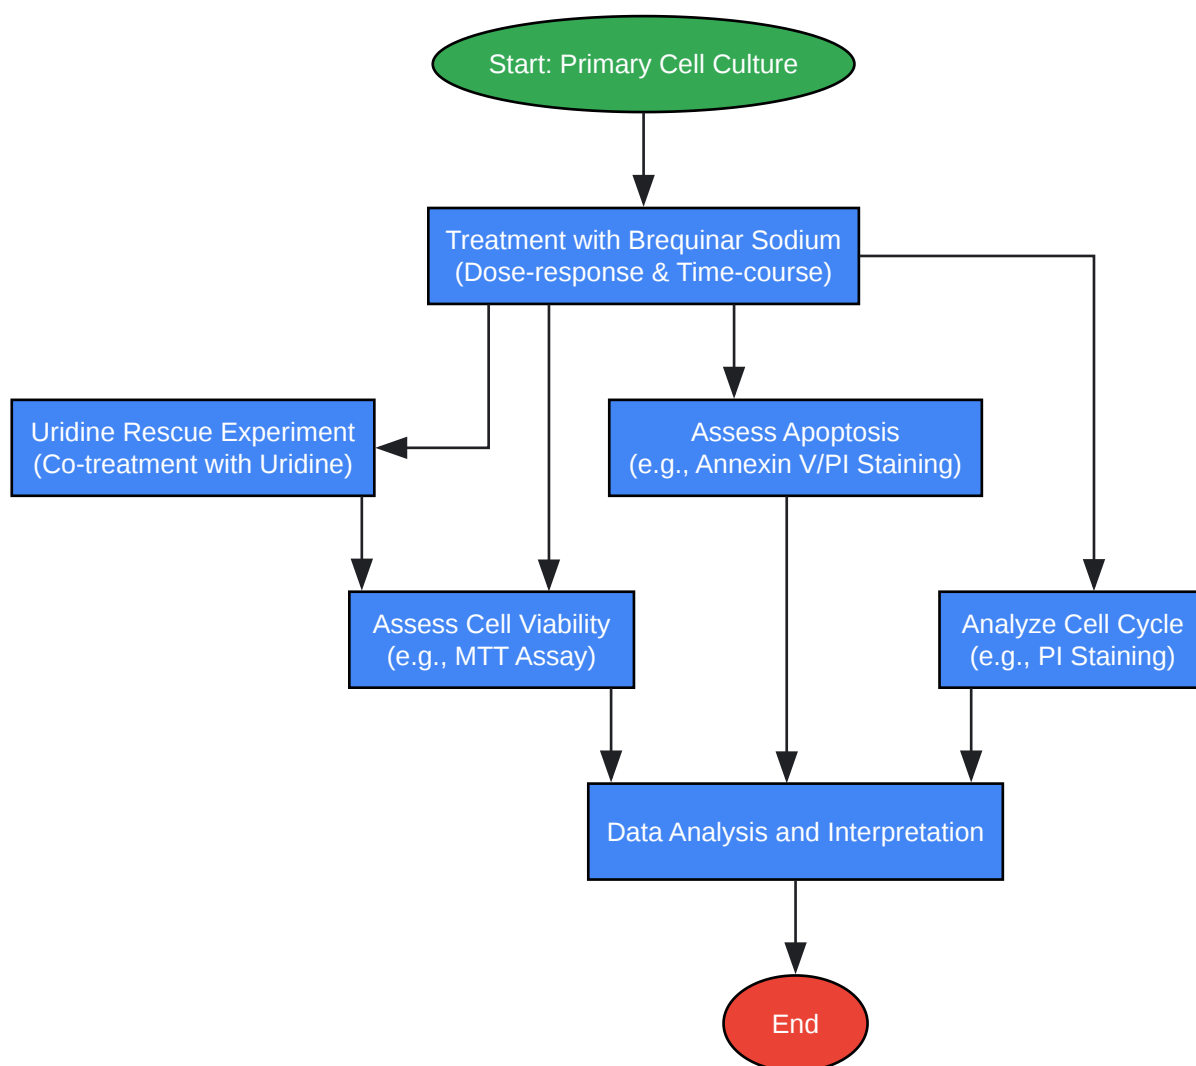 Start: Primary Cell Culture
Treatment with Brequinar Sodium
(Dose-response & Time-course)
Uridine Rescue Experiment
(Co-treatment with Uridine)
Assess Apoptosis
(e.g., Annexin V/PI Staining)
Assess Cell Viability
(e.g., MTT Assay)
Analyze Cell Cycle
(e.g., PI Staining)
Data Analysis and Interpretation
End